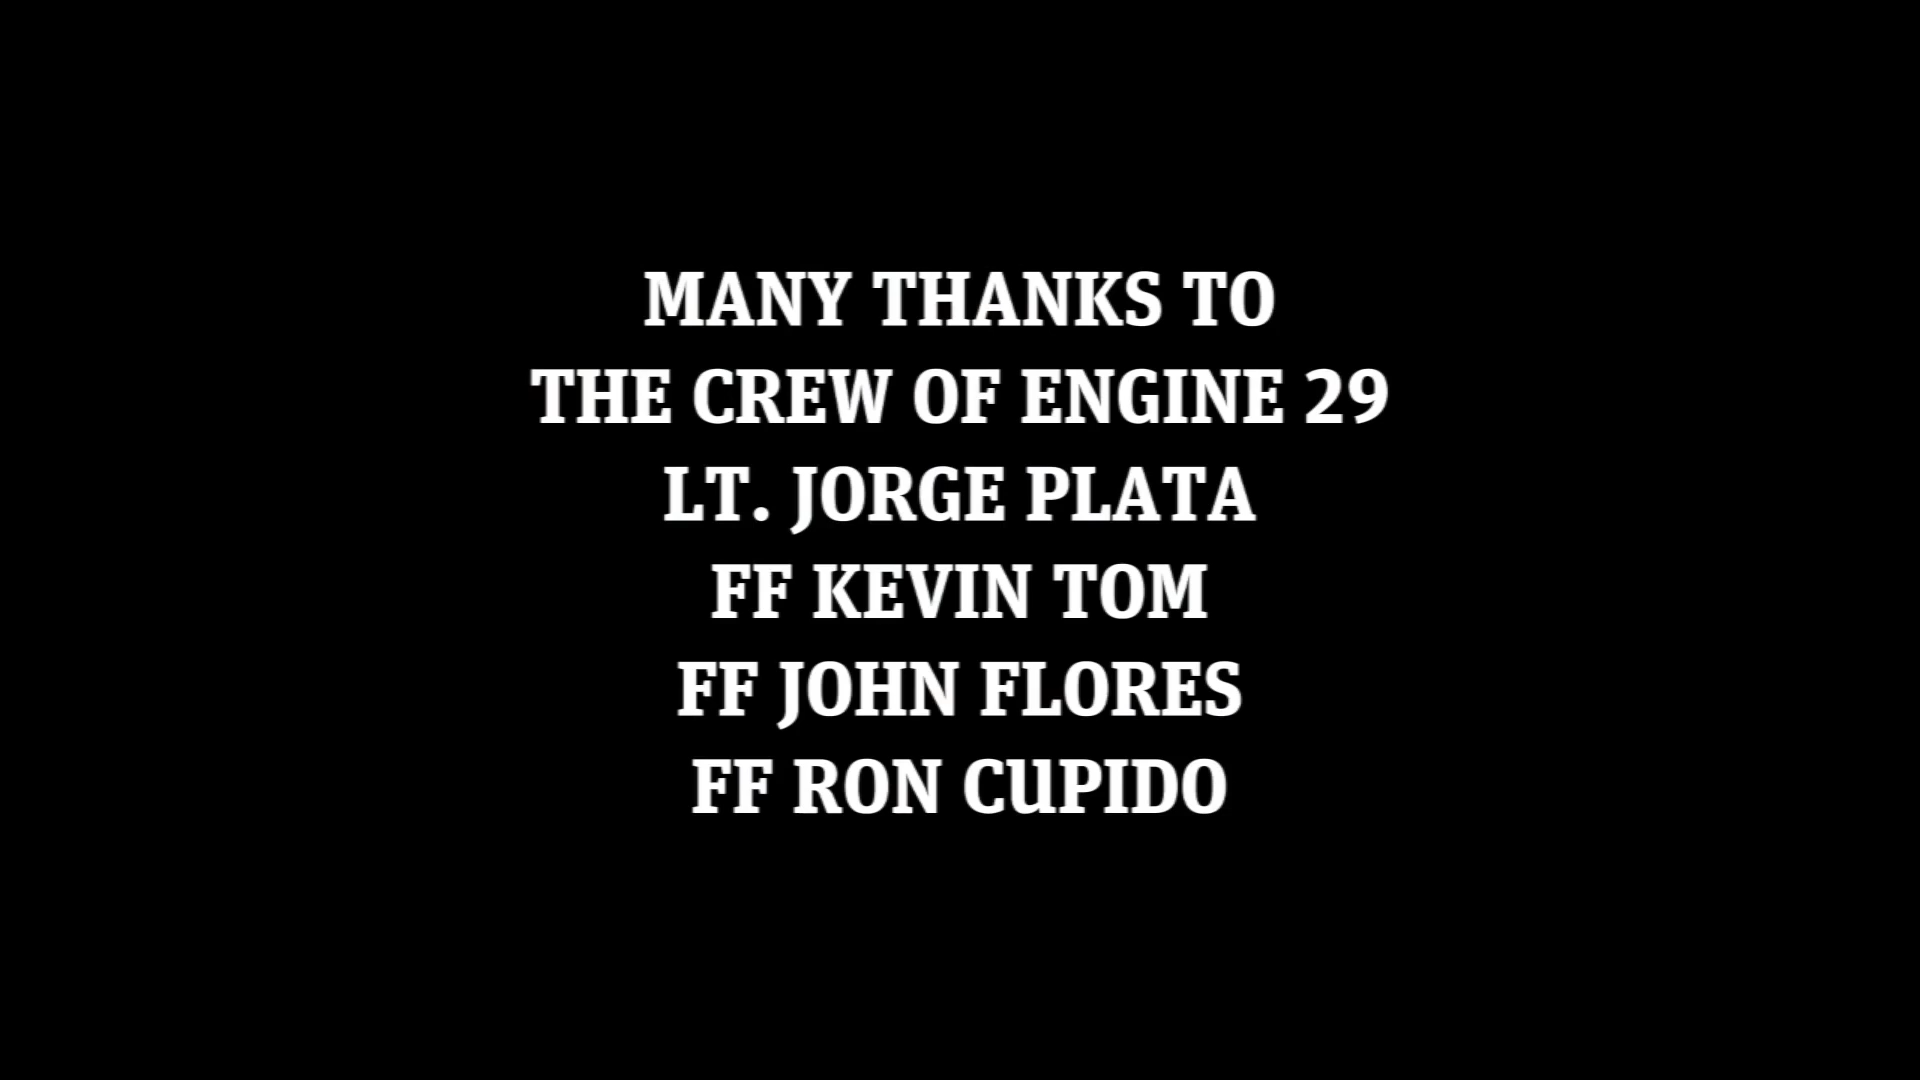 MANY THANKS TO
THE CREW OF ENGINE 29
LT. JORGE PLATA
FF KEVIN TOM
FF JOHN FLORES
FF RON CUPIDO